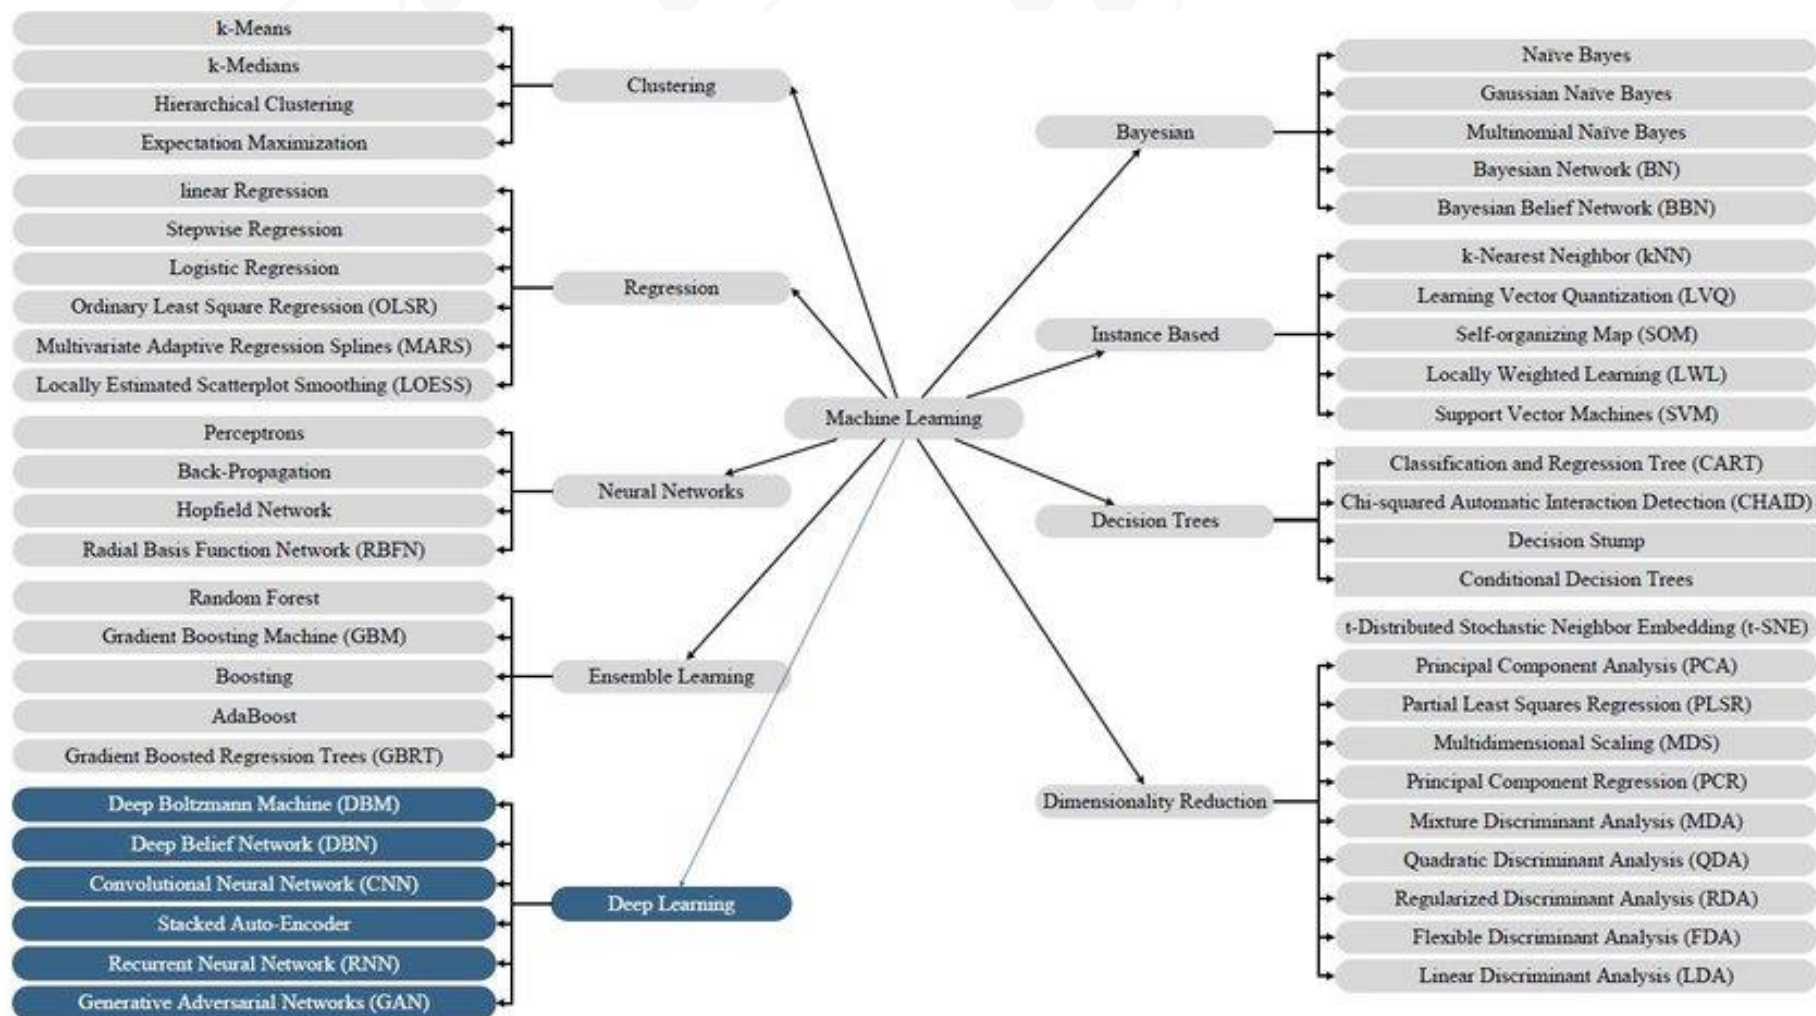 k-Means
k-Medians
Hierarchical Clustering
Expectation Maximization
Clustering
linear Regression
Stepwise Regression
Logistic Regression
Ordinary Least Square Regression (OLSR)
Multivariate Adaptive Regression Splines (MARS)
Locally Estimated Scatterplot Smoothing (LOESS)
Regression
Perceptrons
Back-Propagation
Hopfield Network
Radial Basis Function Network (RBFN)
Neural Networks
Random Forest
Gradient Boosting Machine (GBM)
Boosting
AdaBoost
Gradient Boosted Regression Trees (GBRT)
Ensemble Learning
Deep Boltzmann Machine (DBM)
Deep Belief Network (DBN)
Convolutional Neural Network (CNN)
Stacked Auto-Encoder
Recurrent Neural Network (RNN)
Generative Adversarial Networks (GAN)
Deep Learning
Machine Learning
Bayesian
Naïve Bayes
Gaussian Naïve Bayes
Multinomial Naïve Bayes
Bayesian Network (BN)
Bayesian Belief Network (BBN)
Instance Based
k-Nearest Neighbor (kNN)
Learning Vector Quantization (LVQ)
Self-organizing Map (SOM)
Locally Weighted Learning (LWL)
Support Vector Machines (SVM)
Decision Trees
Classification and Regression Tree (CART)
Chi-squared Automatic Interaction Detection (CHAID)
Decision Stump
Conditional Decision Trees
Dimensionality Reduction
t-Distributed Stochastic Neighbor Embedding (t-SNE)
Principal Component Analysis (PCA)
Partial Least Squares Regression (PLSR)
Multidimensional Scaling (MDS)
Principal Component Regression (PCR)
Mixture Discriminant Analysis (MDA)
Quadratic Discriminant Analysis (QDA)
Regularized Discriminant Analysis (RDA)
Flexible Discriminant Analysis (FDA)
Linear Discriminant Analysis (LDA)